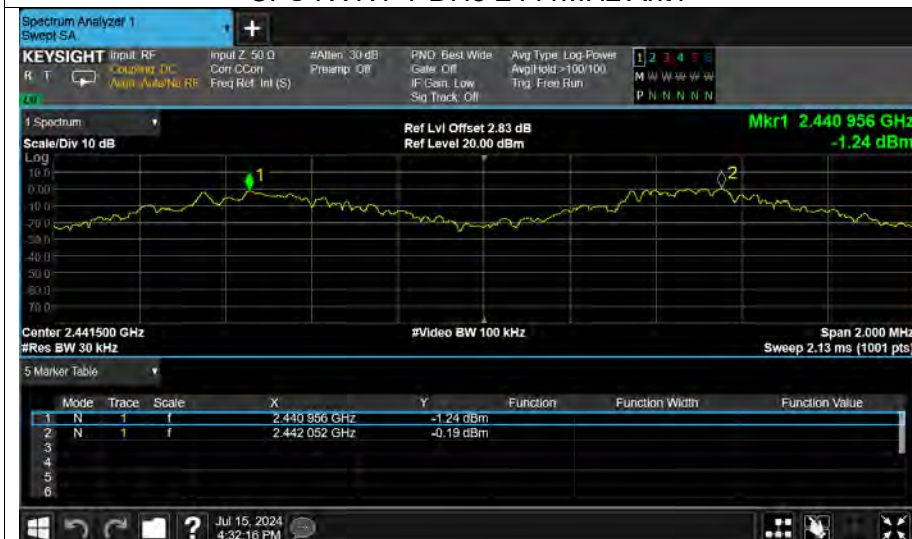 Spectrum Analyzer 1
Swept SA
+
KEYSIGHT Input: RF Input Z: 50 Ω #Atten: 30 dB PNO: Best Wide Avg Type: Log-Power 1 2 3 4 5 6
R T Coupling: DC Corr CCorr Preamp: Off Gate: Off Avg|Hold:>100/100 M W W W W W
Align: Auto/No RF Freq Ref: Int (S) IF Gain: Low Trig: Free Run
Sig Track: Off P N N N N N
1 Spectrum Ref Lvl Offset 2.83 dB Mkr1 2.440 956 GHz
Scale/Div 10 dB Ref Level 20.00 dBm -1.24 dBm
Log
10.0
1
2
0.00
-10.0
-20.0
-30.0
-40.0
-50.0
-60.0
-70.0
Center 2.441500 GHz #Video BW 100 kHz Span 2.000 MHz
#Res BW 30 kHz Sweep 2.13 ms (1001 pts)
5 Marker Table
Mode Trace Scale X Y Function Function Width Function Value
1 N 1 f 2.440 956 GHz -1.24 dBm
2 N 1 f 2.442 052 GHz -0.19 dBm
3
4
5
6
? Jul 15, 2024
4:32:16 PM